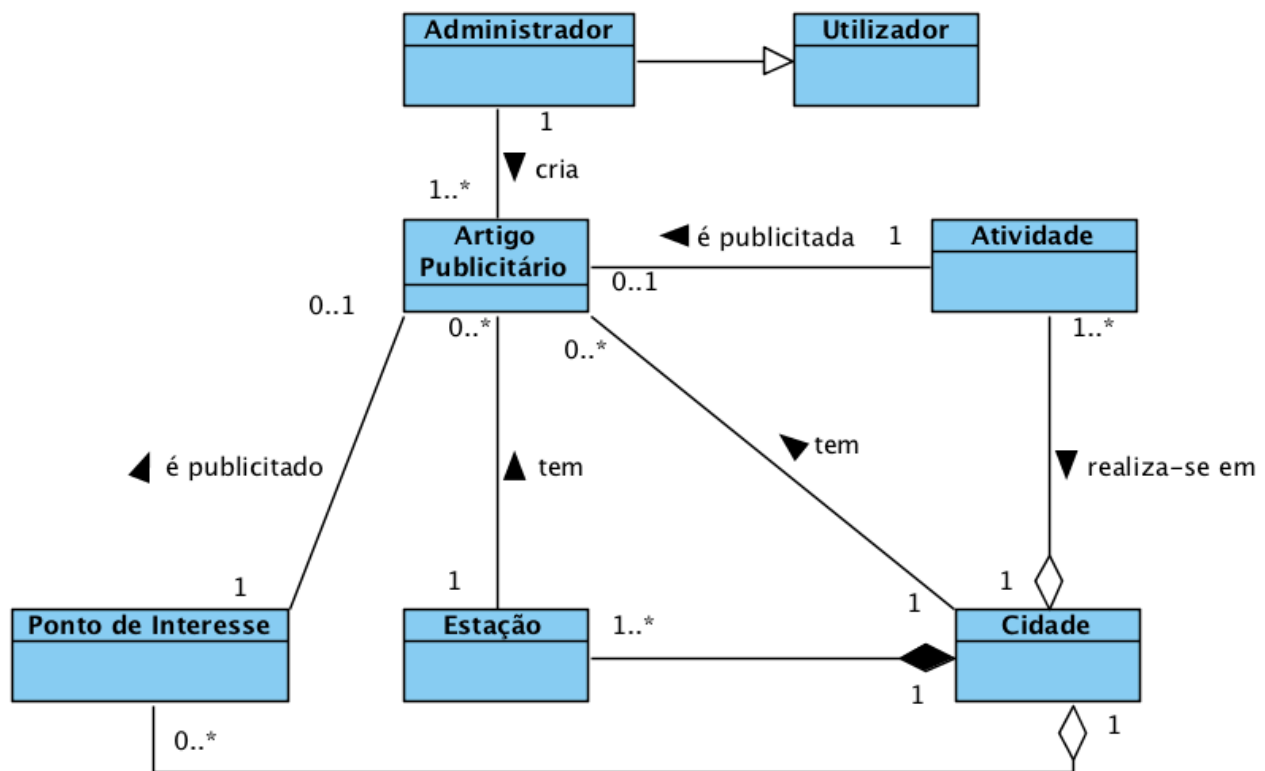 Administrador
Utilizador
1
cria
1..*
Artigo
Publicitário
é publicitada
1
Atividade
0..1
0..1
0..*
0..*
1..*
é publicitado
tem
tem
realiza-se em
1
1
1
1
Ponto de Interesse
Estação
1..*
Cidade
1
0..*
1